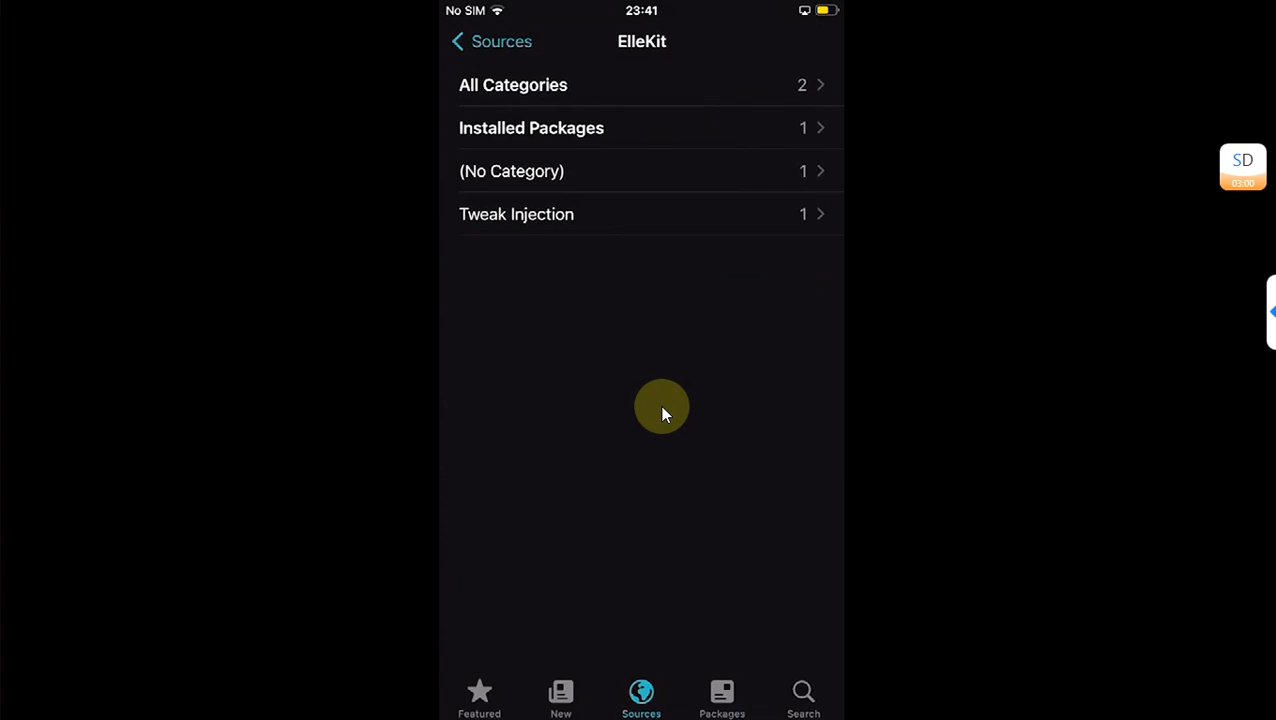 No SIM 23:41
Sources ElleKit
All Categories 2
Installed Packages 1
(No Category) 1
Tweak Injection 1
SD
03:00
Featured New Sources Packages Search